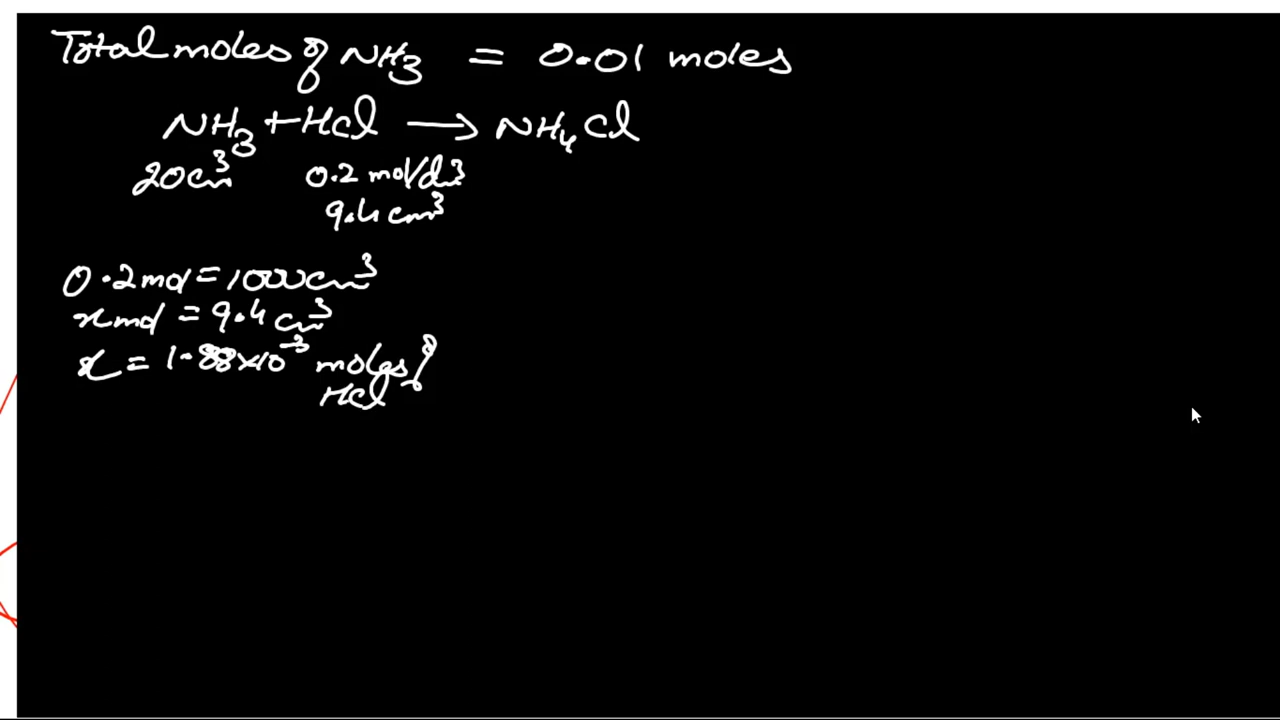 Total moles of NH3 = 0.01 moles
NH3 + HCl → NH4Cl
20cm³ 0.2 mol/dm³
9.4 cm³
0.2 mol = 1000cm³
x mol = 9.4 cm³
x = 1.88×10⁻³ moles of
HCl